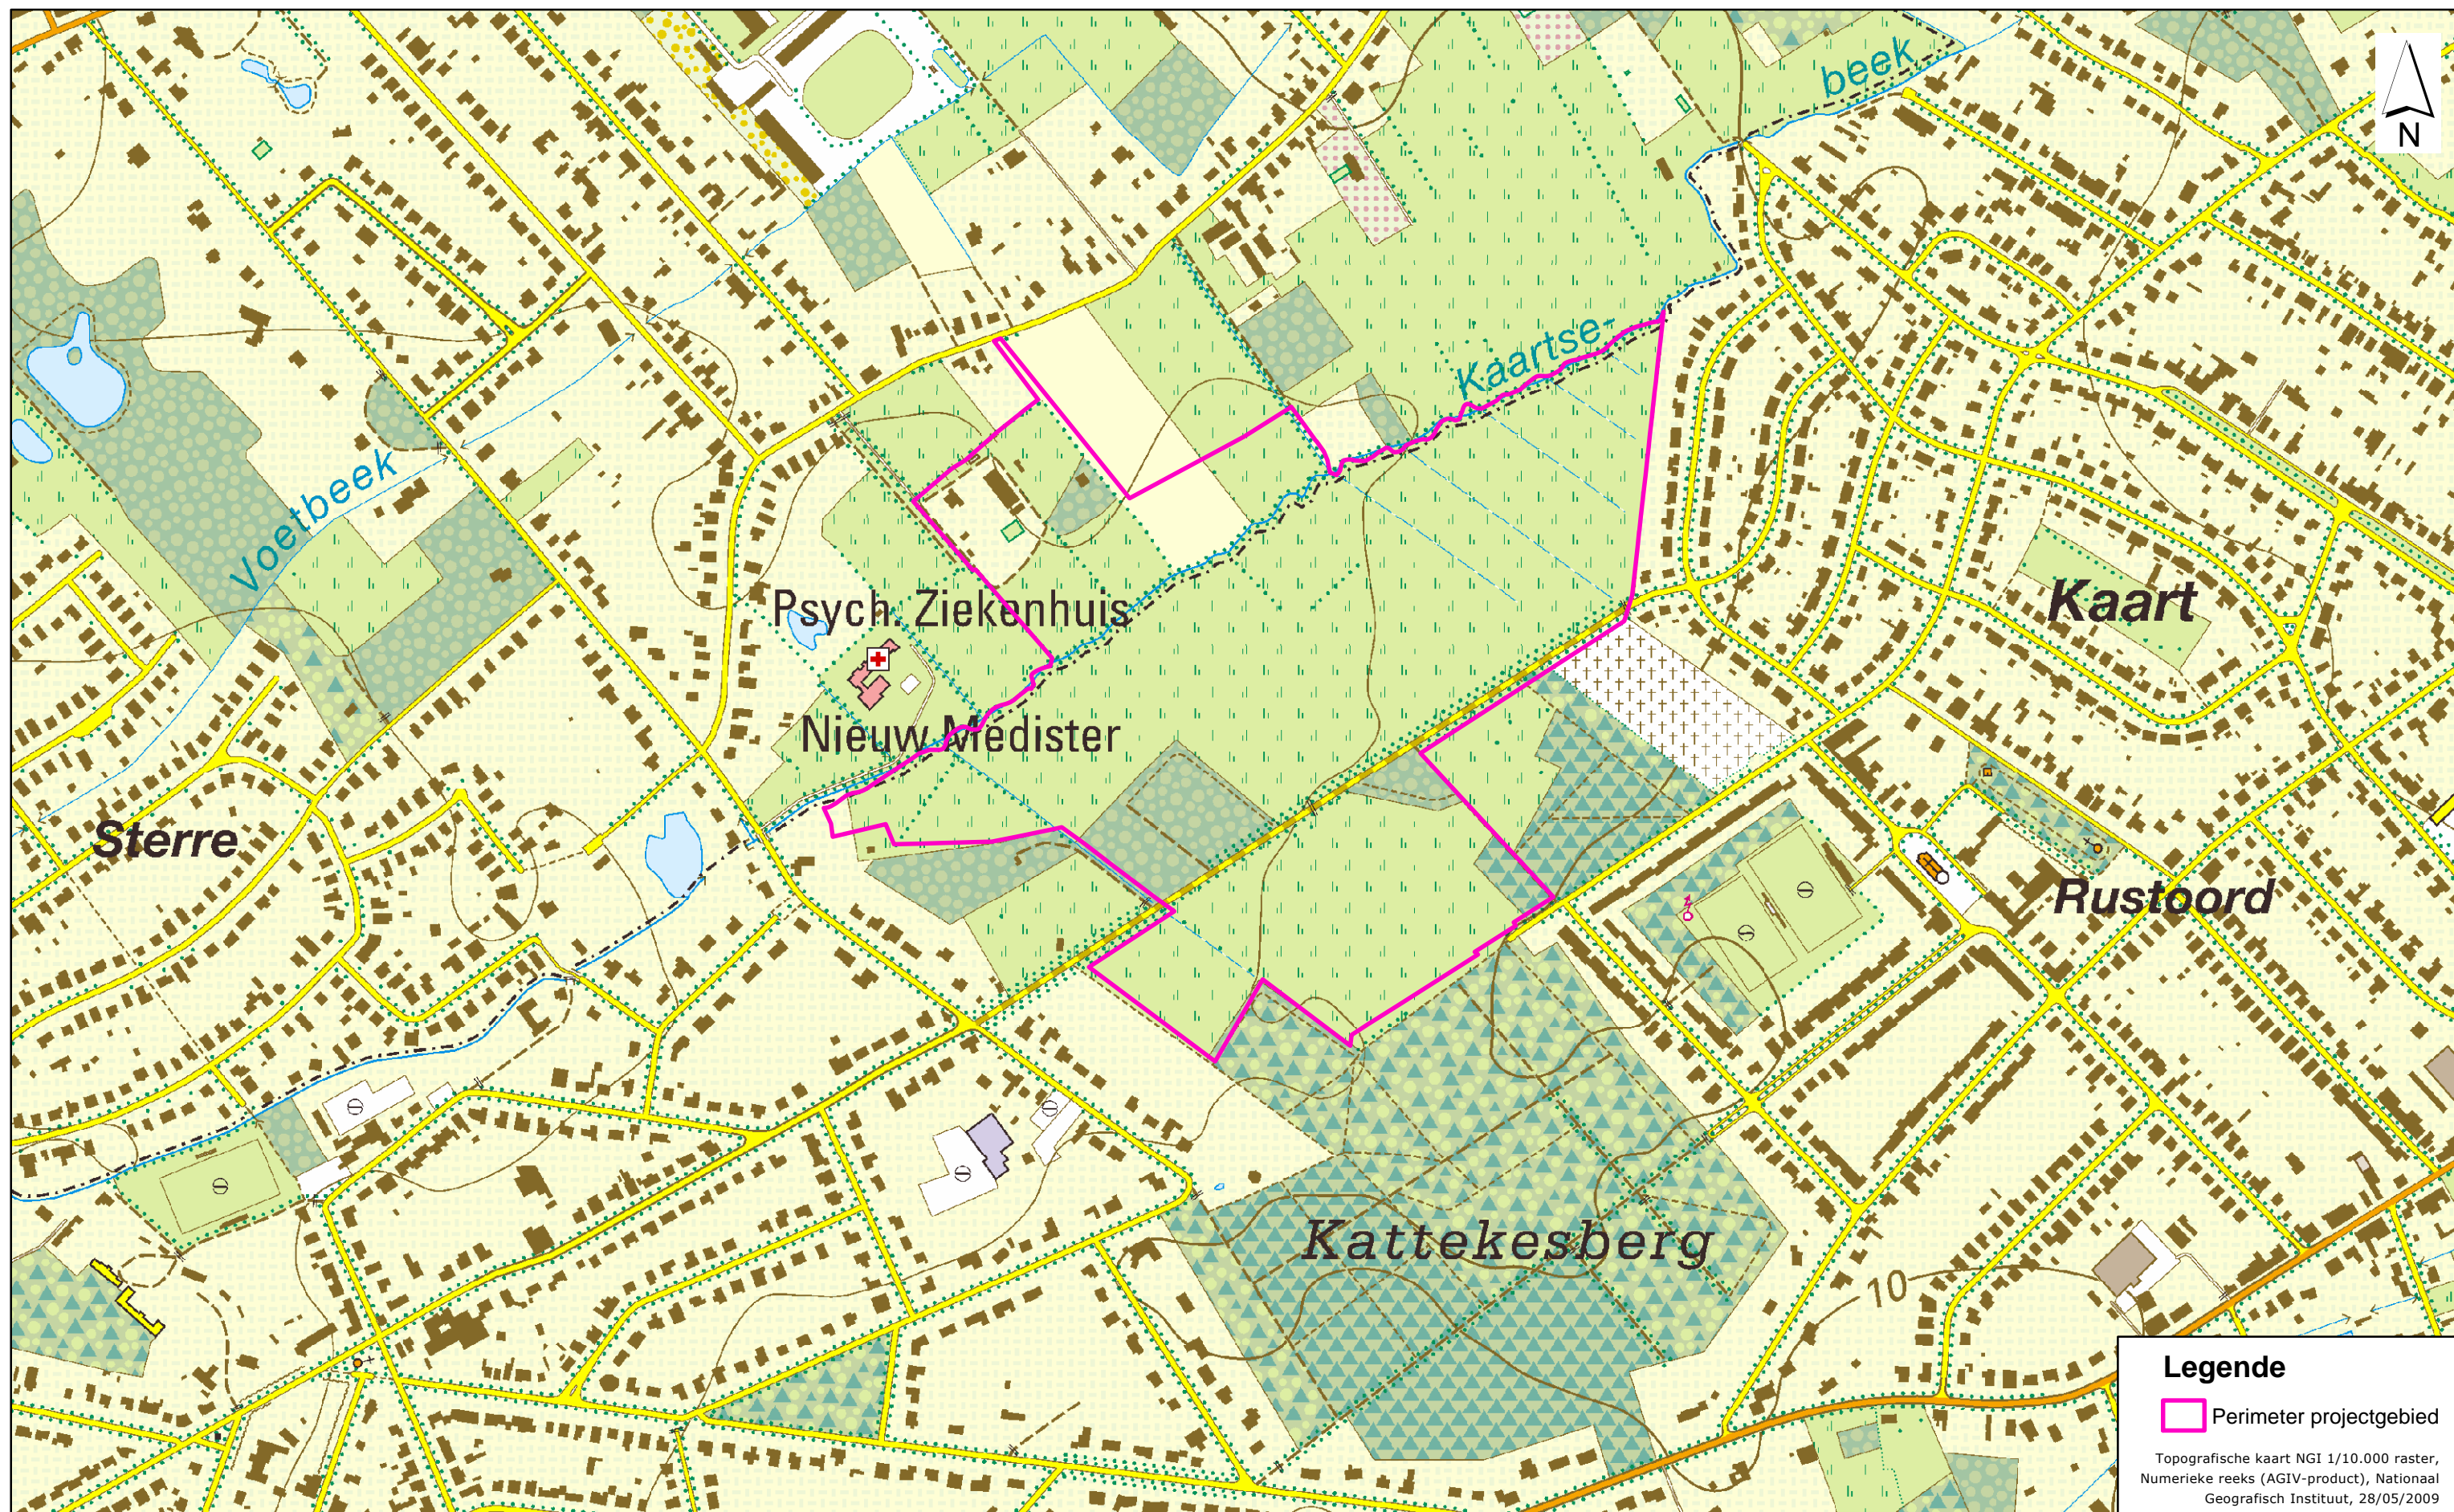 beek
N
Kaartse-
Voetbeek
Psych. Ziekenhuis
Kaart
Nieuw Medister
Sterre
Rustoord
Kattekesberg
10
Legende
Perimeter projectgebied
Topografische kaart NGI 1/10.000 raster,
Numerieke reeks (AGIV-product), Nationaal
Geografisch Instituut, 28/05/2009